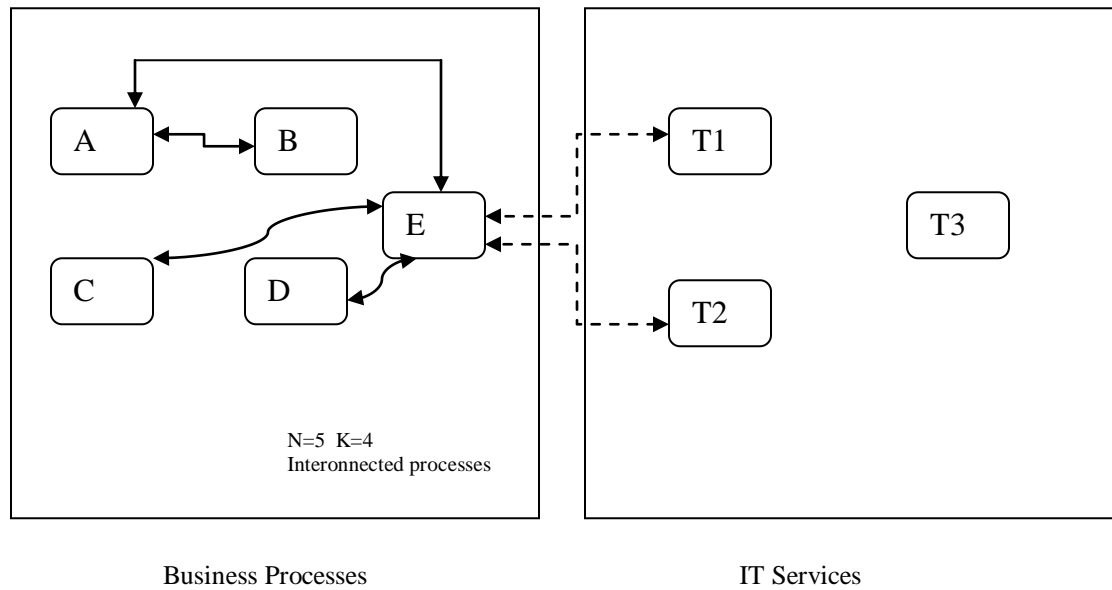 A
B
T1
E
T3
C
D
T2
N=5 K=4
Interonnected processes
Business Processes
IT Services